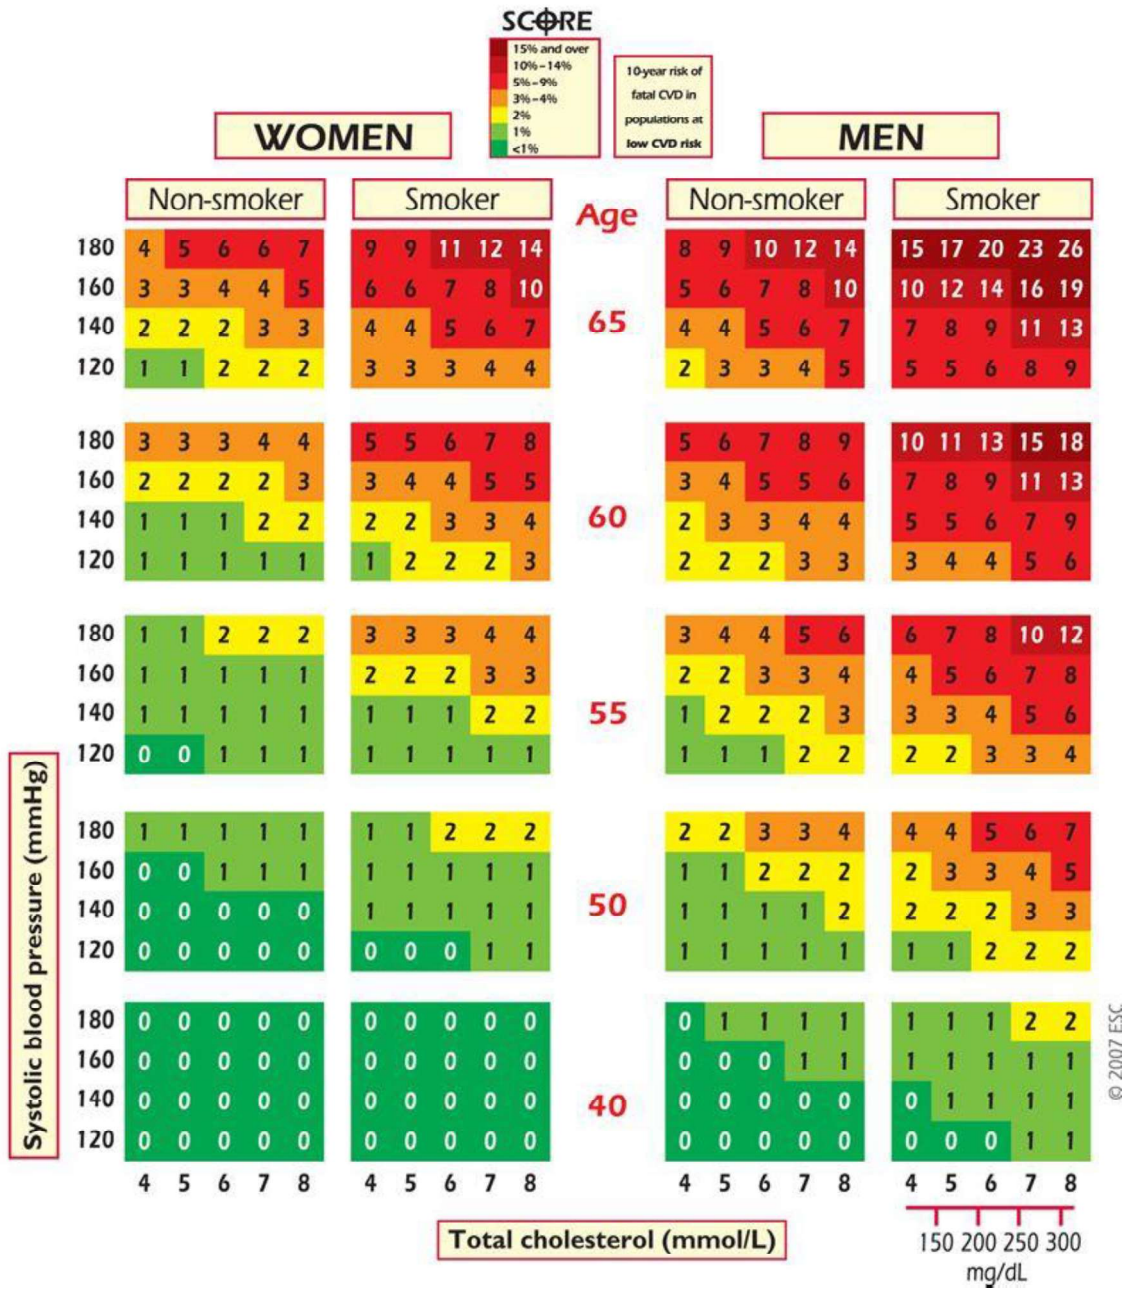 SCORE
15% and over
10%–14%
5%–9%
3%–4%
2%
1%
<1%
10-year risk of
fatal CVD in
populations at
low CVD risk
WOMEN MEN
Non-smoker Smoker Age Non-smoker Smoker
180 4 5 6 6 7 9 9 11 12 14 8 9 10 12 14 15 17 20 23 26
160 3 3 4 4 5 6 6 7 8 10 5 6 7 8 10 10 12 14 16 19
65
140 2 2 2 3 3 4 4 5 6 7 4 4 5 6 7 7 8 9 11 13
120 1 1 2 2 2 3 3 3 4 4 2 3 3 4 5 5 5 6 8 9
180 3 3 3 4 4 5 5 6 7 8 5 6 7 8 9 10 11 13 15 18
160 2 2 2 2 3 3 4 4 5 5 3 4 5 5 6 7 8 9 11 13
60
140 1 1 1 2 2 2 2 3 3 4 2 3 3 4 4 5 5 6 7 9
120 1 1 1 1 1 1 2 2 2 3 2 2 2 3 3 3 4 4 5 6
180 1 1 2 2 2 3 3 3 4 4 3 4 4 5 6 6 7 8 10 12
160 1 1 1 1 1 2 2 2 3 3 2 2 3 3 4 4 5 6 7 8
55
140 1 1 1 1 1 1 1 1 2 2 1 2 2 2 3 3 3 4 5 6
120 0 0 1 1 1 1 1 1 1 1 1 1 1 2 2 2 2 3 3 4
180 1 1 1 1 1 1 1 2 2 2 2 2 3 3 4 4 4 5 6 7
160 0 0 1 1 1 1 1 1 1 1 1 1 2 2 2 2 3 3 4 5
50
140 0 0 0 0 0 1 1 1 1 1 1 1 1 1 2 2 2 2 3 3
120 0 0 0 0 0 0 0 0 1 1 1 1 1 1 1 1 1 2 2 2
180 0 0 0 0 0 0 0 0 0 0 0 1 1 1 1 1 1 1 2 2
160 0 0 0 0 0 0 0 0 0 0 0 0 0 1 1 1 1 1 1 1
40
140 0 0 0 0 0 0 0 0 0 0 0 0 0 0 0 0 1 1 1 1
120 0 0 0 0 0 0 0 0 0 0 0 0 0 0 0 0 0 0 1 1
4 5 6 7 8 4 5 6 7 8 4 5 6 7 8 4 5 6 7 8
Systolic blood pressure (mmHg)
Total cholesterol (mmol/L)
150 200 250 300
mg/dL
© 2007 ESC